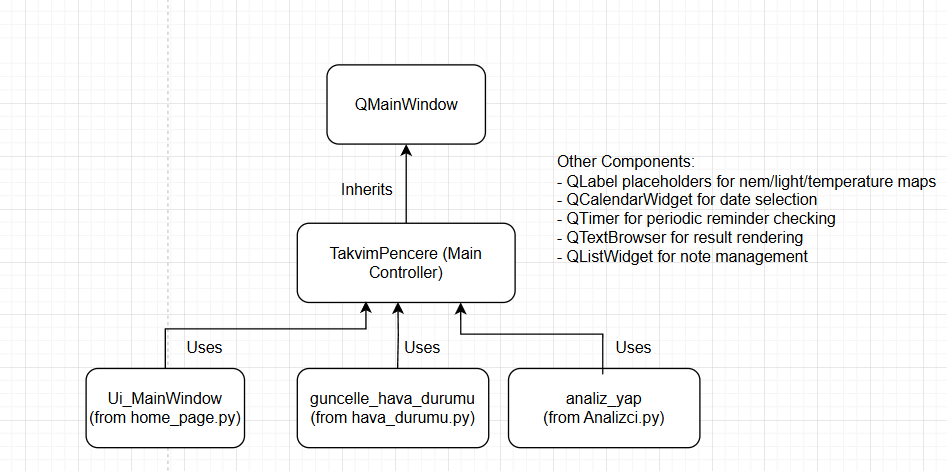 QMainWindow
Inherits
Other Components:
- QLabel placeholders for nem/light/temperature maps
- QCalendarWidget for date selection
- QTimer for periodic reminder checking
- QTextBrowser for result rendering
- QListWidget for note management
TakvimPencere (Main
Controller)
Uses
Uses
Uses
Ui_MainWindow
(from home_page.py)
guncelle_hava_durumu
(from hava_durumu.py)
analiz_yap
(from Analizci.py)